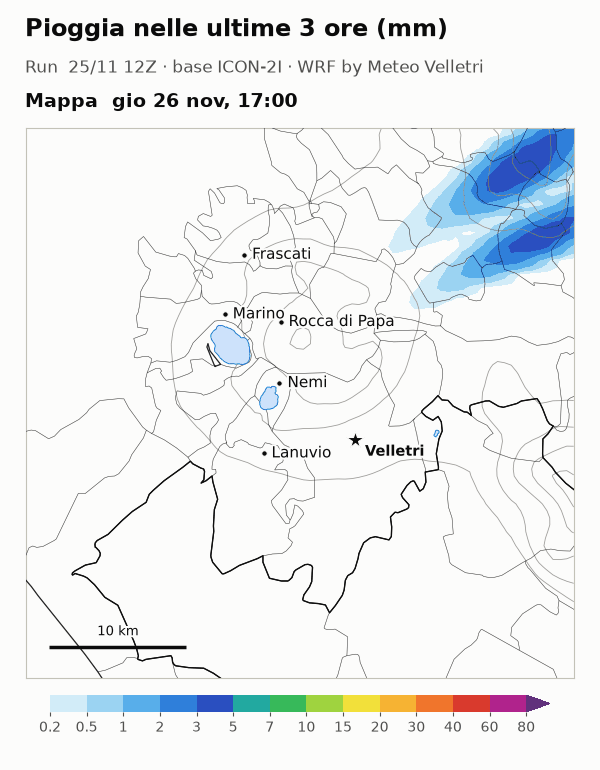 Pioggia nelle ultime 3 ore (mm)
Run  25/11 12Z · base ICON-2I · WRF by Meteo Velletri
Mappa  gio 26 nov, 17:00
Frascati
Marino
Rocca di Papa
Nemi
Velletri
Lanuvio
10 km
0.2 0.5 1 2 3 5 7 10 15 20 30 40 60 80